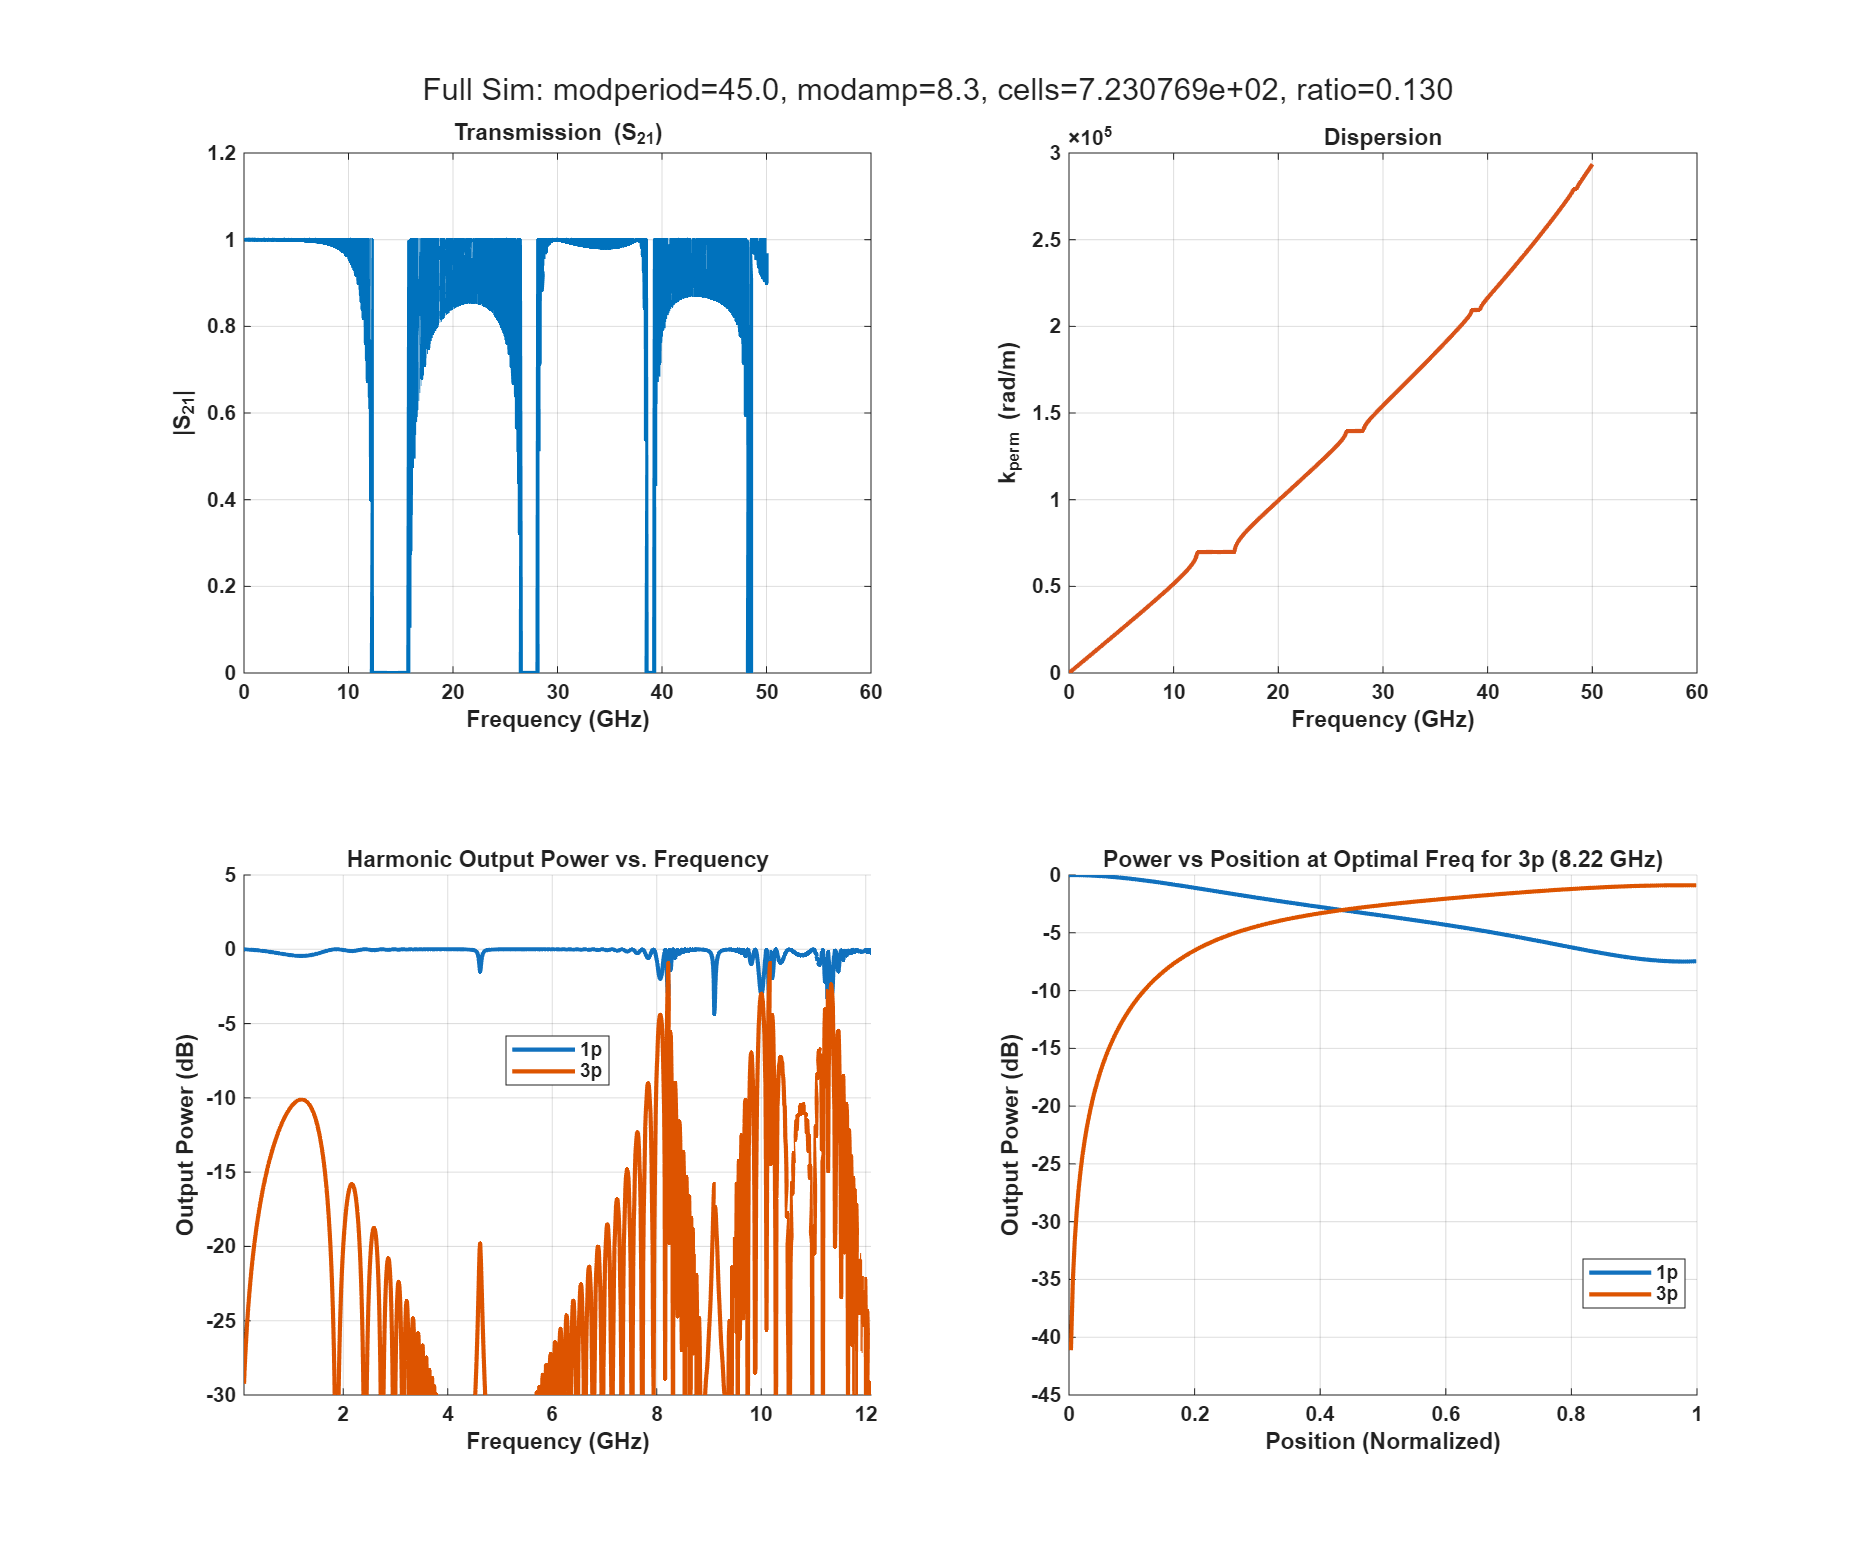 Full Sim: modperiod=45.0, modamp=8.3, cells=7.230769e+02, ratio=0.130
Transmission (S21)
1.2
1
0.8
0.6
0.4
0.2
0
|S21|
0 10 20 30 40 50 60
Frequency (GHz)
×10^5
Dispersion
3
2.5
2
1.5
1
0.5
0
kperm (rad/m)
0 10 20 30 40 50 60
Frequency (GHz)
Harmonic Output Power vs. Frequency
5
0
-5
-10
-15
-20
-25
-30
Output Power (dB)
1p
3p
2 4 6 8 10 12
Frequency (GHz)
Power vs Position at Optimal Freq for 3p (8.22 GHz)
0
-5
-10
-15
-20
-25
-30
-35
-40
-45
Output Power (dB)
1p
3p
0 0.2 0.4 0.6 0.8 1
Position (Normalized)